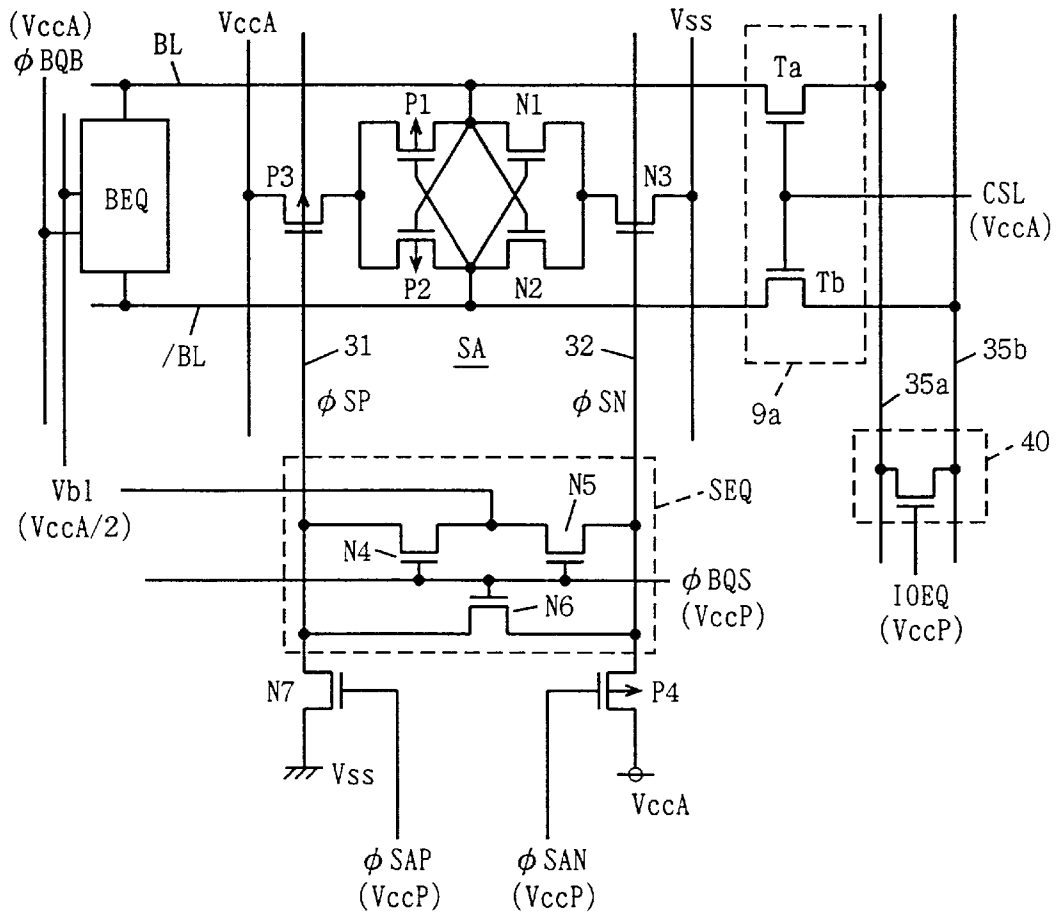 (VccA)
φBQB
VccA
BL
Vss
Ta
P1
N1
P3
N3
BEQ
CSL
(VccA)
P2
N2
Tb
/BL
31
SA
32
35b
φSP
φSN
9a
35a
40
Vbl
(VccA/2)
N5
SEQ
N4
φBQS
(VccP)
N6
IOEQ
(VccP)
N7
P4
Vss
VccA
φSAP
(VccP)
φSAN
(VccP)